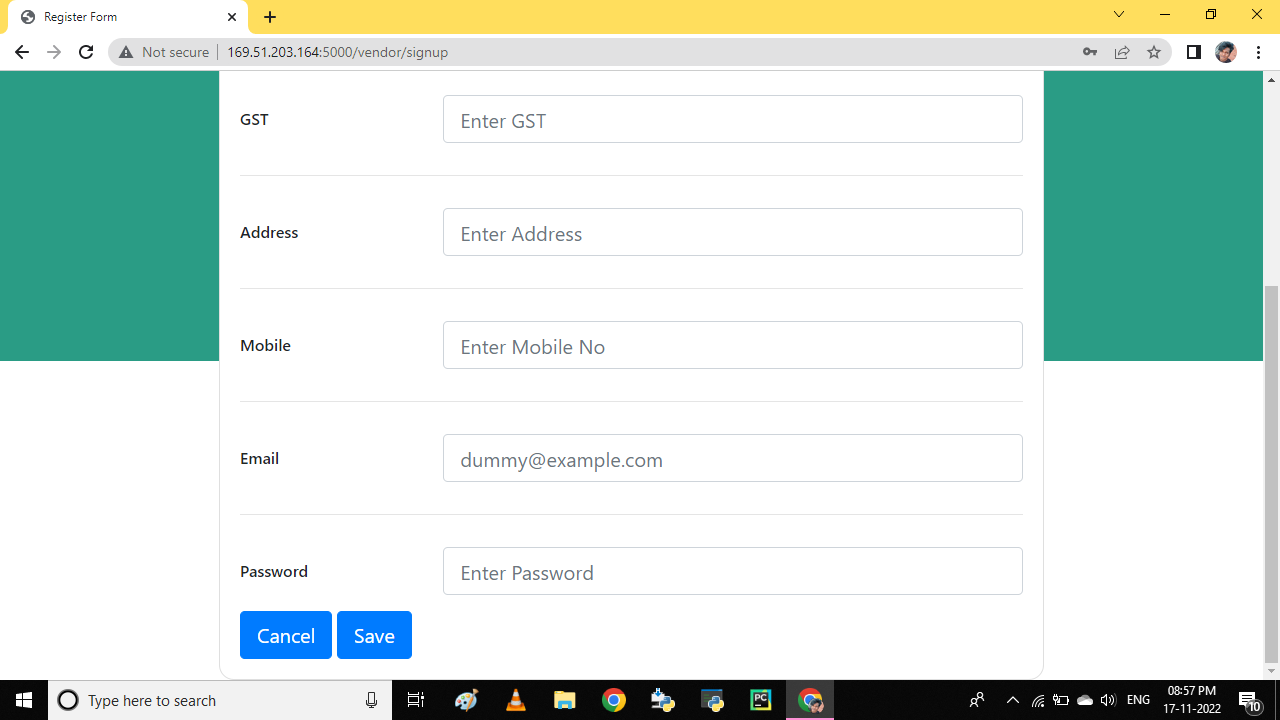 Register Form
Not secure
169.51.203.164:5000/vendor/signup
GST
Enter GST
Address
Enter Address
Mobile
Enter Mobile No
Email
dummy@example.com
Password
Enter Password
Cancel Save
Type here to search
PC
ENG
08:57 PM
17-11-2022
10